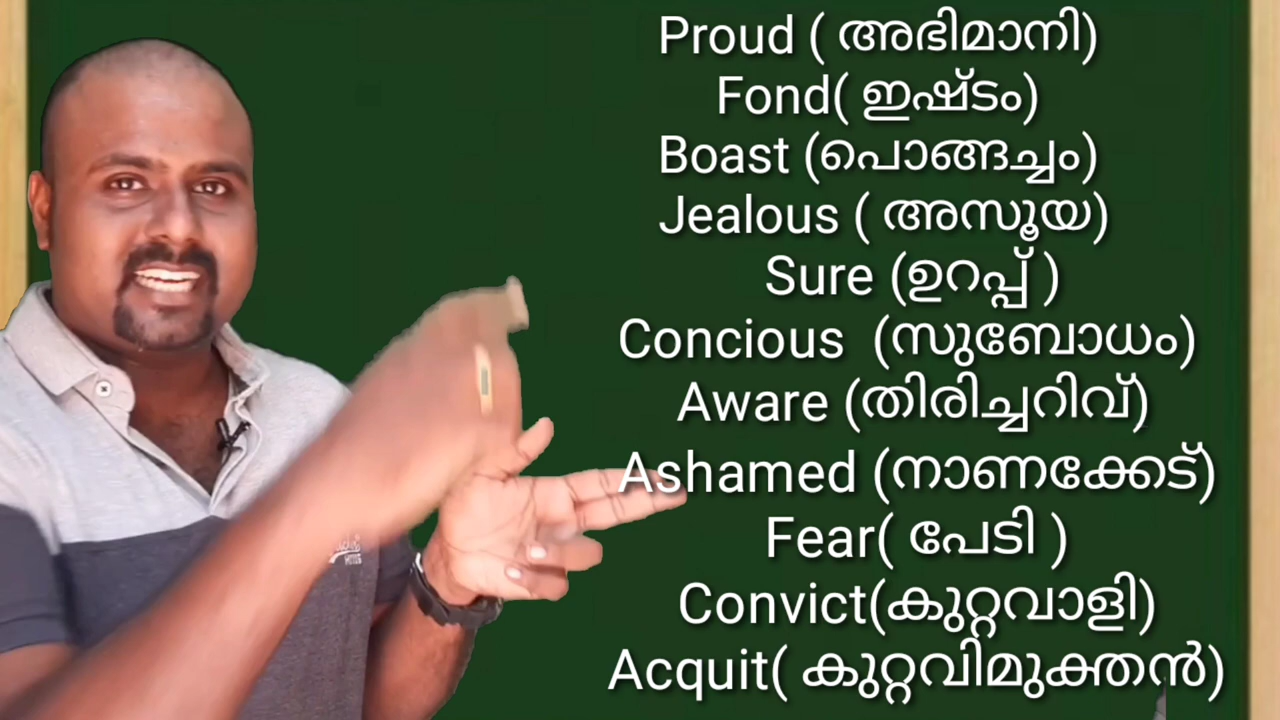 Proud ( അഭിമാനി)
Fond( ഇഷ്ടം)
Boast (പൊങ്ങച്ചം)
Jealous ( അസൂയ)
Sure (ഉറപ്പ് )
Concious (സുബോധം)
Aware (തിരിച്ചറിവ്)
Ashamed (നാണക്കേട്)
Fear( പേടി )
Convict(കുറ്റവാളി)
Acquit( കുറ്റവിമുക്തൻ)